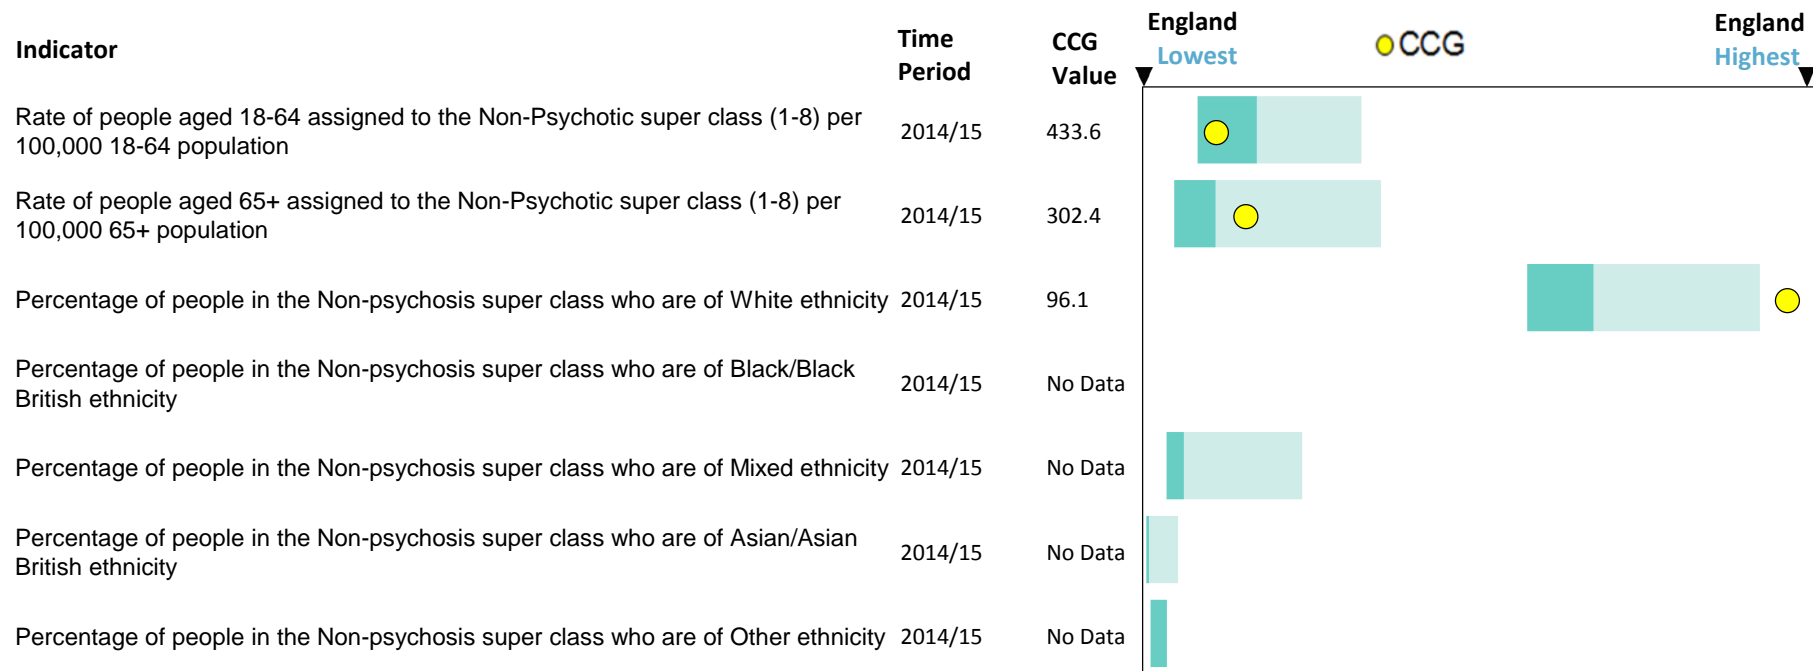 Indicator
Time Period
CCG Value
England Lowest
CCG
England Highest
Rate of people aged 18-64 assigned to the Non-Psychotic super class (1-8) per
100,000 18-64 population
2014/15
433.6
Rate of people aged 65+ assigned to the Non-Psychotic super class (1-8) per
100,000 65+ population
2014/15
302.4
Percentage of people in the Non-psychosis super class who are of White ethnicity
2014/15
96.1
Percentage of people in the Non-psychosis super class who are of Black/Black
British ethnicity
2014/15
No Data
Percentage of people in the Non-psychosis super class who are of Mixed ethnicity
2014/15
No Data
Percentage of people in the Non-psychosis super class who are of Asian/Asian
British ethnicity
2014/15
No Data
Percentage of people in the Non-psychosis super class who are of Other ethnicity
2014/15
No Data